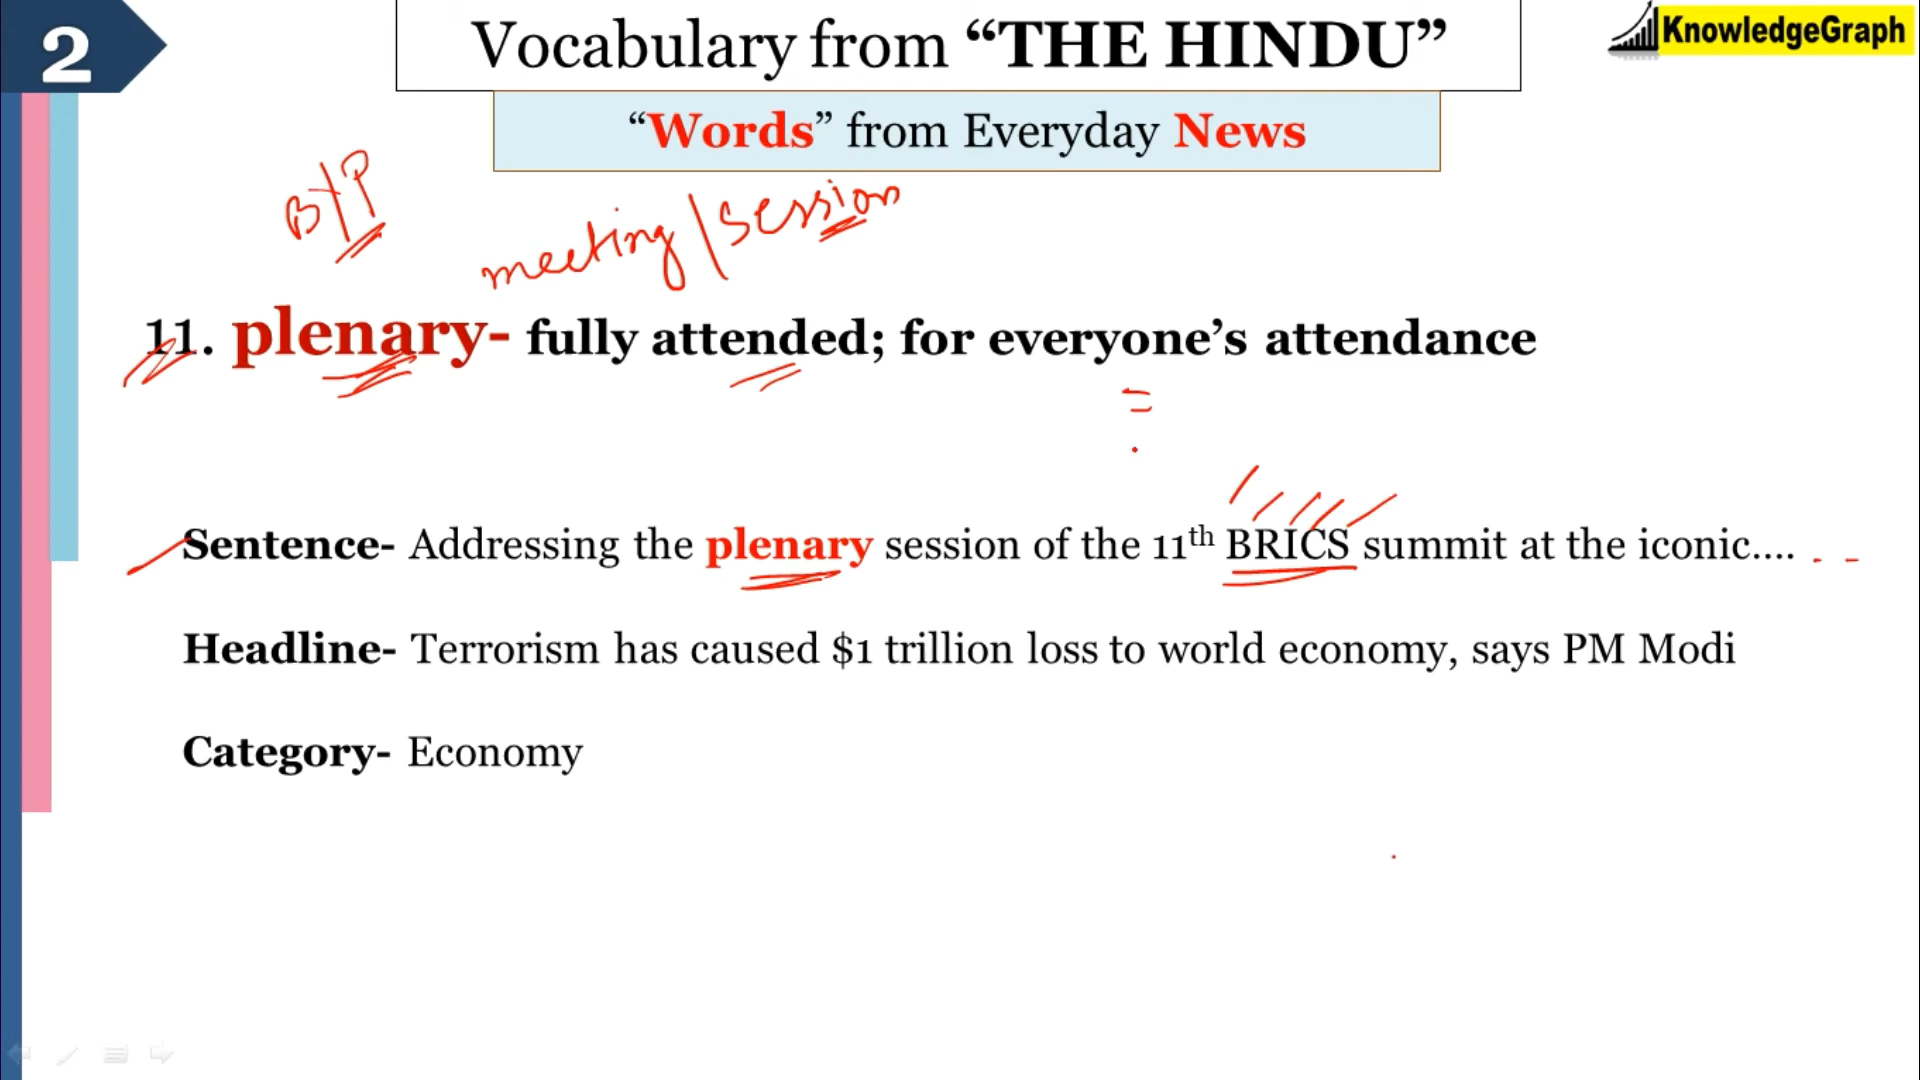 2
Vocabulary from “THE HINDU”
KnowledgeGraph
“Words” from Everyday News
meeting/session
11. plenary- fully attended; for everyone’s attendance
Sentence- Addressing the plenary session of the 11th BRICS summit at the iconic....
Headline- Terrorism has caused $1 trillion loss to world economy, says PM Modi
Category- Economy